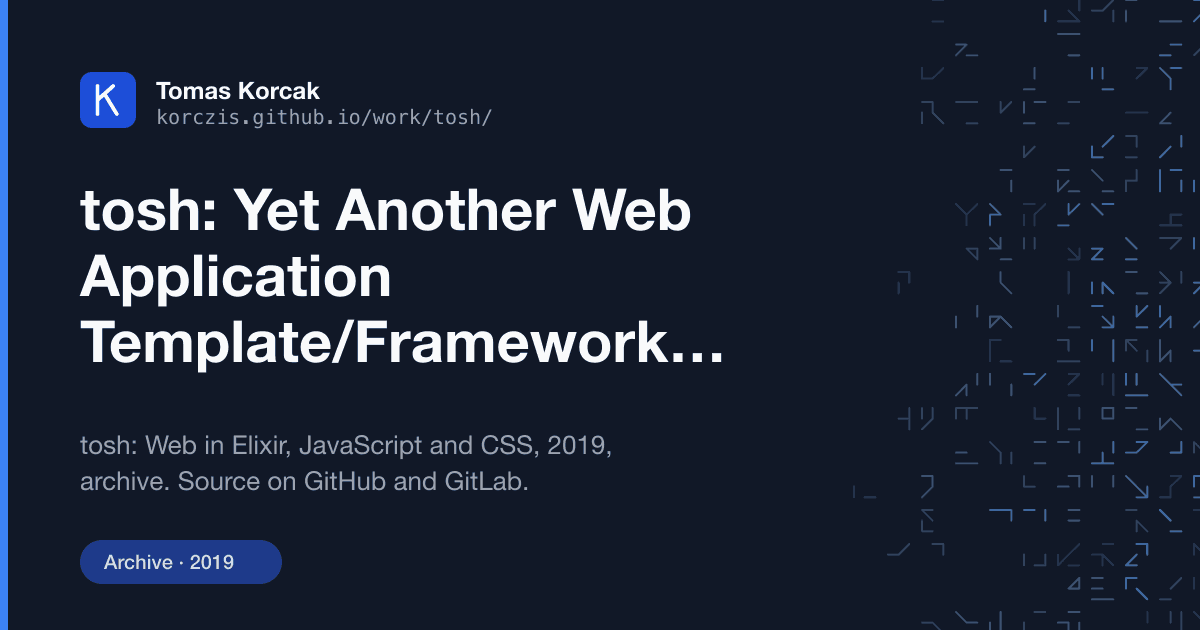 K
Tomas Korcak
korczis.github.io/work/tosh/
tosh: Yet Another Web
Application
Template/Framework…
tosh: Web in Elixir, JavaScript and CSS, 2019,
archive. Source on GitHub and GitLab.
Archive · 2019